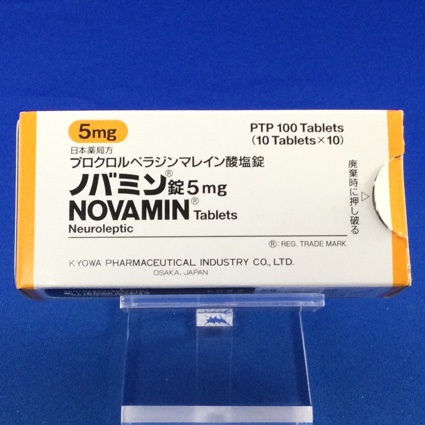 5mg
PTP 100 Tablets
(10 Tablets×10)
日本薬局方
プロクロルペラジンマレイン酸塩錠
ノバミン®錠5mg
NOVAMIN® Tablets
Neuroleptic
®: REG. TRADE MARK
KYOWA PHARMACEUTICAL INDUSTRY CO., LTD.
OSAKA, JAPAN
廃棄時に押し破る